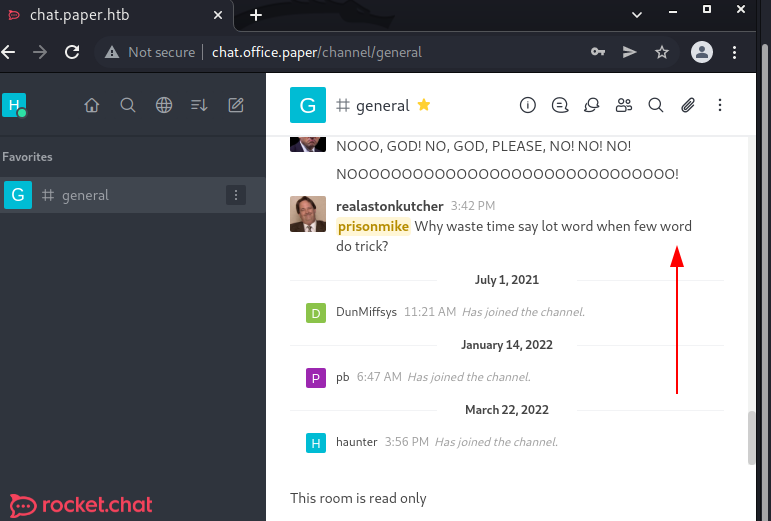 chat.paper.htb
Not secure chat.office.paper/channel/general
H
G # general
Favorites
G # general
NOOO, GOD! NO, GOD, PLEASE, NO! NO! NO!
NOOOOOOOOOOOOOOOOOOOOOOOOOOOOOO!
realastonkutcher 3:42 PM
prisonmike Why waste time say lot word when few word
do trick?
July 1, 2021
D DunMiffsys 11:21 AM Has joined the channel.
January 14, 2022
P pb 6:47 AM Has joined the channel.
March 22, 2022
H haunter 3:56 PM Has joined the channel.
This room is read only
rocket.chat